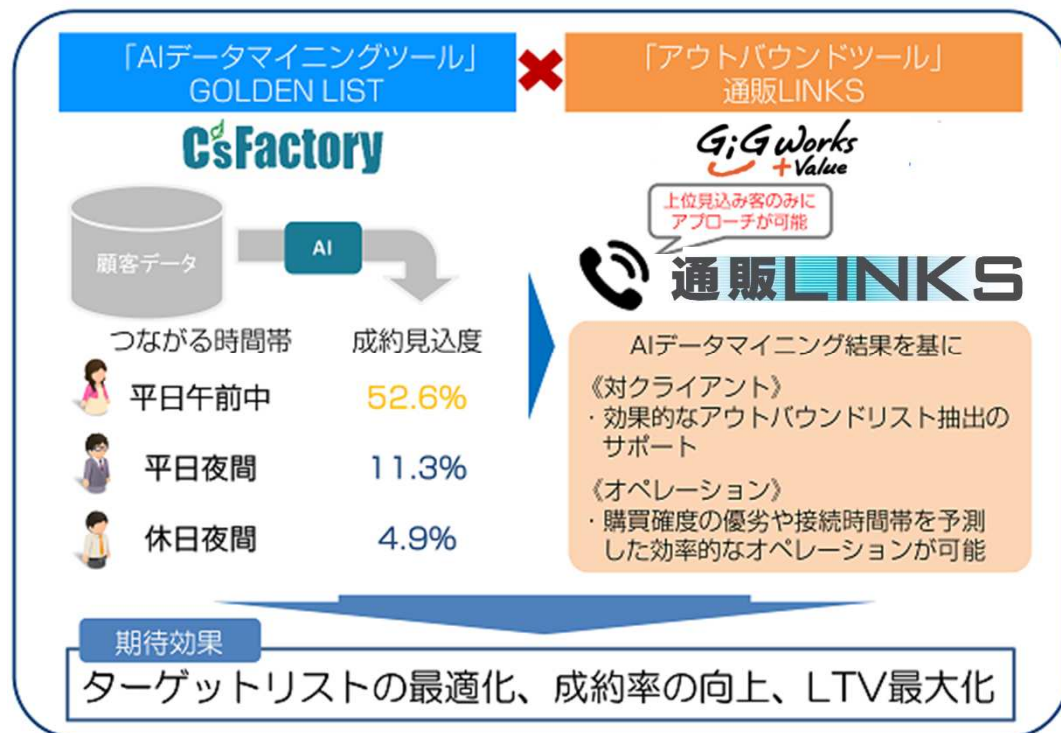 「AIデータマイニングツール」
GOLDEN LIST
「アウトバウンドツール」
通販LINKS
C'sFactory
GiG Works
+Value
上位見込み客のみに
アプローチが可能
顧客データ
AI
通販LINKS
つながる時間帯
成約見込度
平日午前中
52.6%
平日夜間
11.3%
休日夜間
4.9%
AIデータマイニング結果を基に
《対クライアント》
・効果的なアウトバウンドリスト抽出の
サポート
《オペレーション》
・購買確度の優劣や接続時間帯を予測
した効率的なオペレーションが可能
期待効果
ターゲットリストの最適化、成約率の向上、LTV最大化